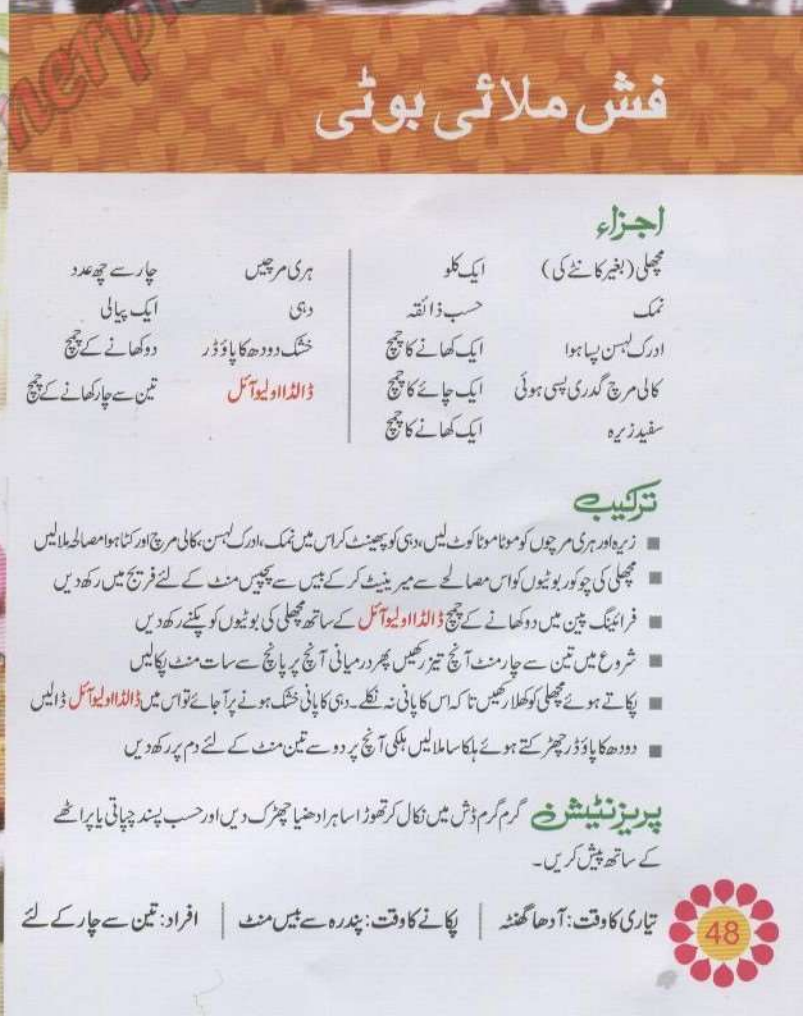 nerpk
فش ملائی بوٹی
اجزاء
مچھلی (بغیر کانٹے کی) ایک کلو
نمک حسب ذائقہ
ادرک لہسن پسا ہوا ایک کھانے کا چمچ
کالی مرچ گدری پسی ہوئی ایک چائے کا چمچ
سفید زیرہ ایک کھانے کا چمچ
ہری مرچیں چار سے چھ عدد
دہی ایک پیالی
خشک دودھ کا پاؤڈر دو کھانے کے چمچ
ڈالڈا اولیو آئل تین سے چار کھانے کے چمچ
ترکیب
زیرہ اور ہری مرچوں کو موٹا موٹا کوٹ لیں، دہی کو پھینٹ کر اس میں نمک، ادرک لہسن، کالی مرچ اور کٹا ہوا مصالحہ ملا لیں
مچھلی کی چوکور بوٹیوں کو اس مصالحے سے میرینیٹ کر کے بیس سے پچیس منٹ کے لئے فریج میں رکھ دیں
فرائینگ پین میں دو کھانے کے چمچ ڈالڈا اولیو آئل کے ساتھ مچھلی کی بوٹیوں کو پکنے رکھ دیں
شروع میں تین سے چار منٹ آنچ تیز رکھیں پھر درمیانی آنچ پر پانچ سے سات منٹ پکا لیں
پکاتے ہوئے مچھلی کو کھلا رکھیں تاکہ اس کا پانی نہ نکلے۔ دہی کا پانی خشک ہونے پر آ جائے تو اس میں ڈالڈا اولیو آئل ڈالیں
دودھ کا پاؤڈر چھڑکتے ہوئے ہلکا سا ملا لیں ہلکی آنچ پر دو سے تین منٹ کے لئے دم پر رکھ دیں
پریزنٹیشن گرم گرم ڈش میں نکال کر تھوڑا سا ہرا دھنیا چھڑک دیں اور حسب پسند چپاتی یا پراٹھے
کے ساتھ پیش کریں۔
تیاری کا وقت: آدھا گھنٹہ | پکانے کا وقت: پندرہ سے بیس منٹ | افراد: تین سے چار کے لئے
48